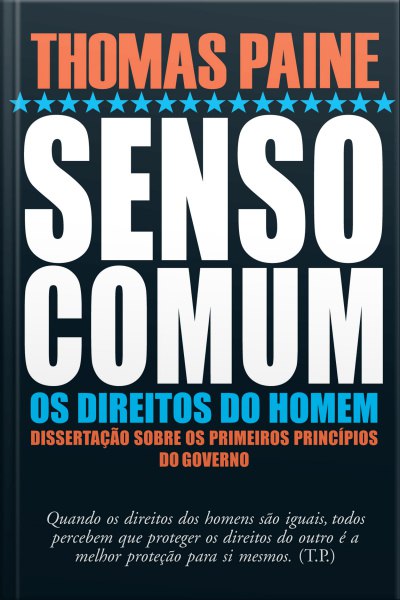 THOMAS PAINE
SENSO
COMUM
OS DIREITOS DO HOMEM
DISSERTAÇÃO SOBRE OS PRIMEIROS PRINCÍPIOS
DO GOVERNO
Quando os direitos dos homens são iguais, todos
percebem que proteger os direitos do outro é a
melhor proteção para si mesmos. (T.P.)